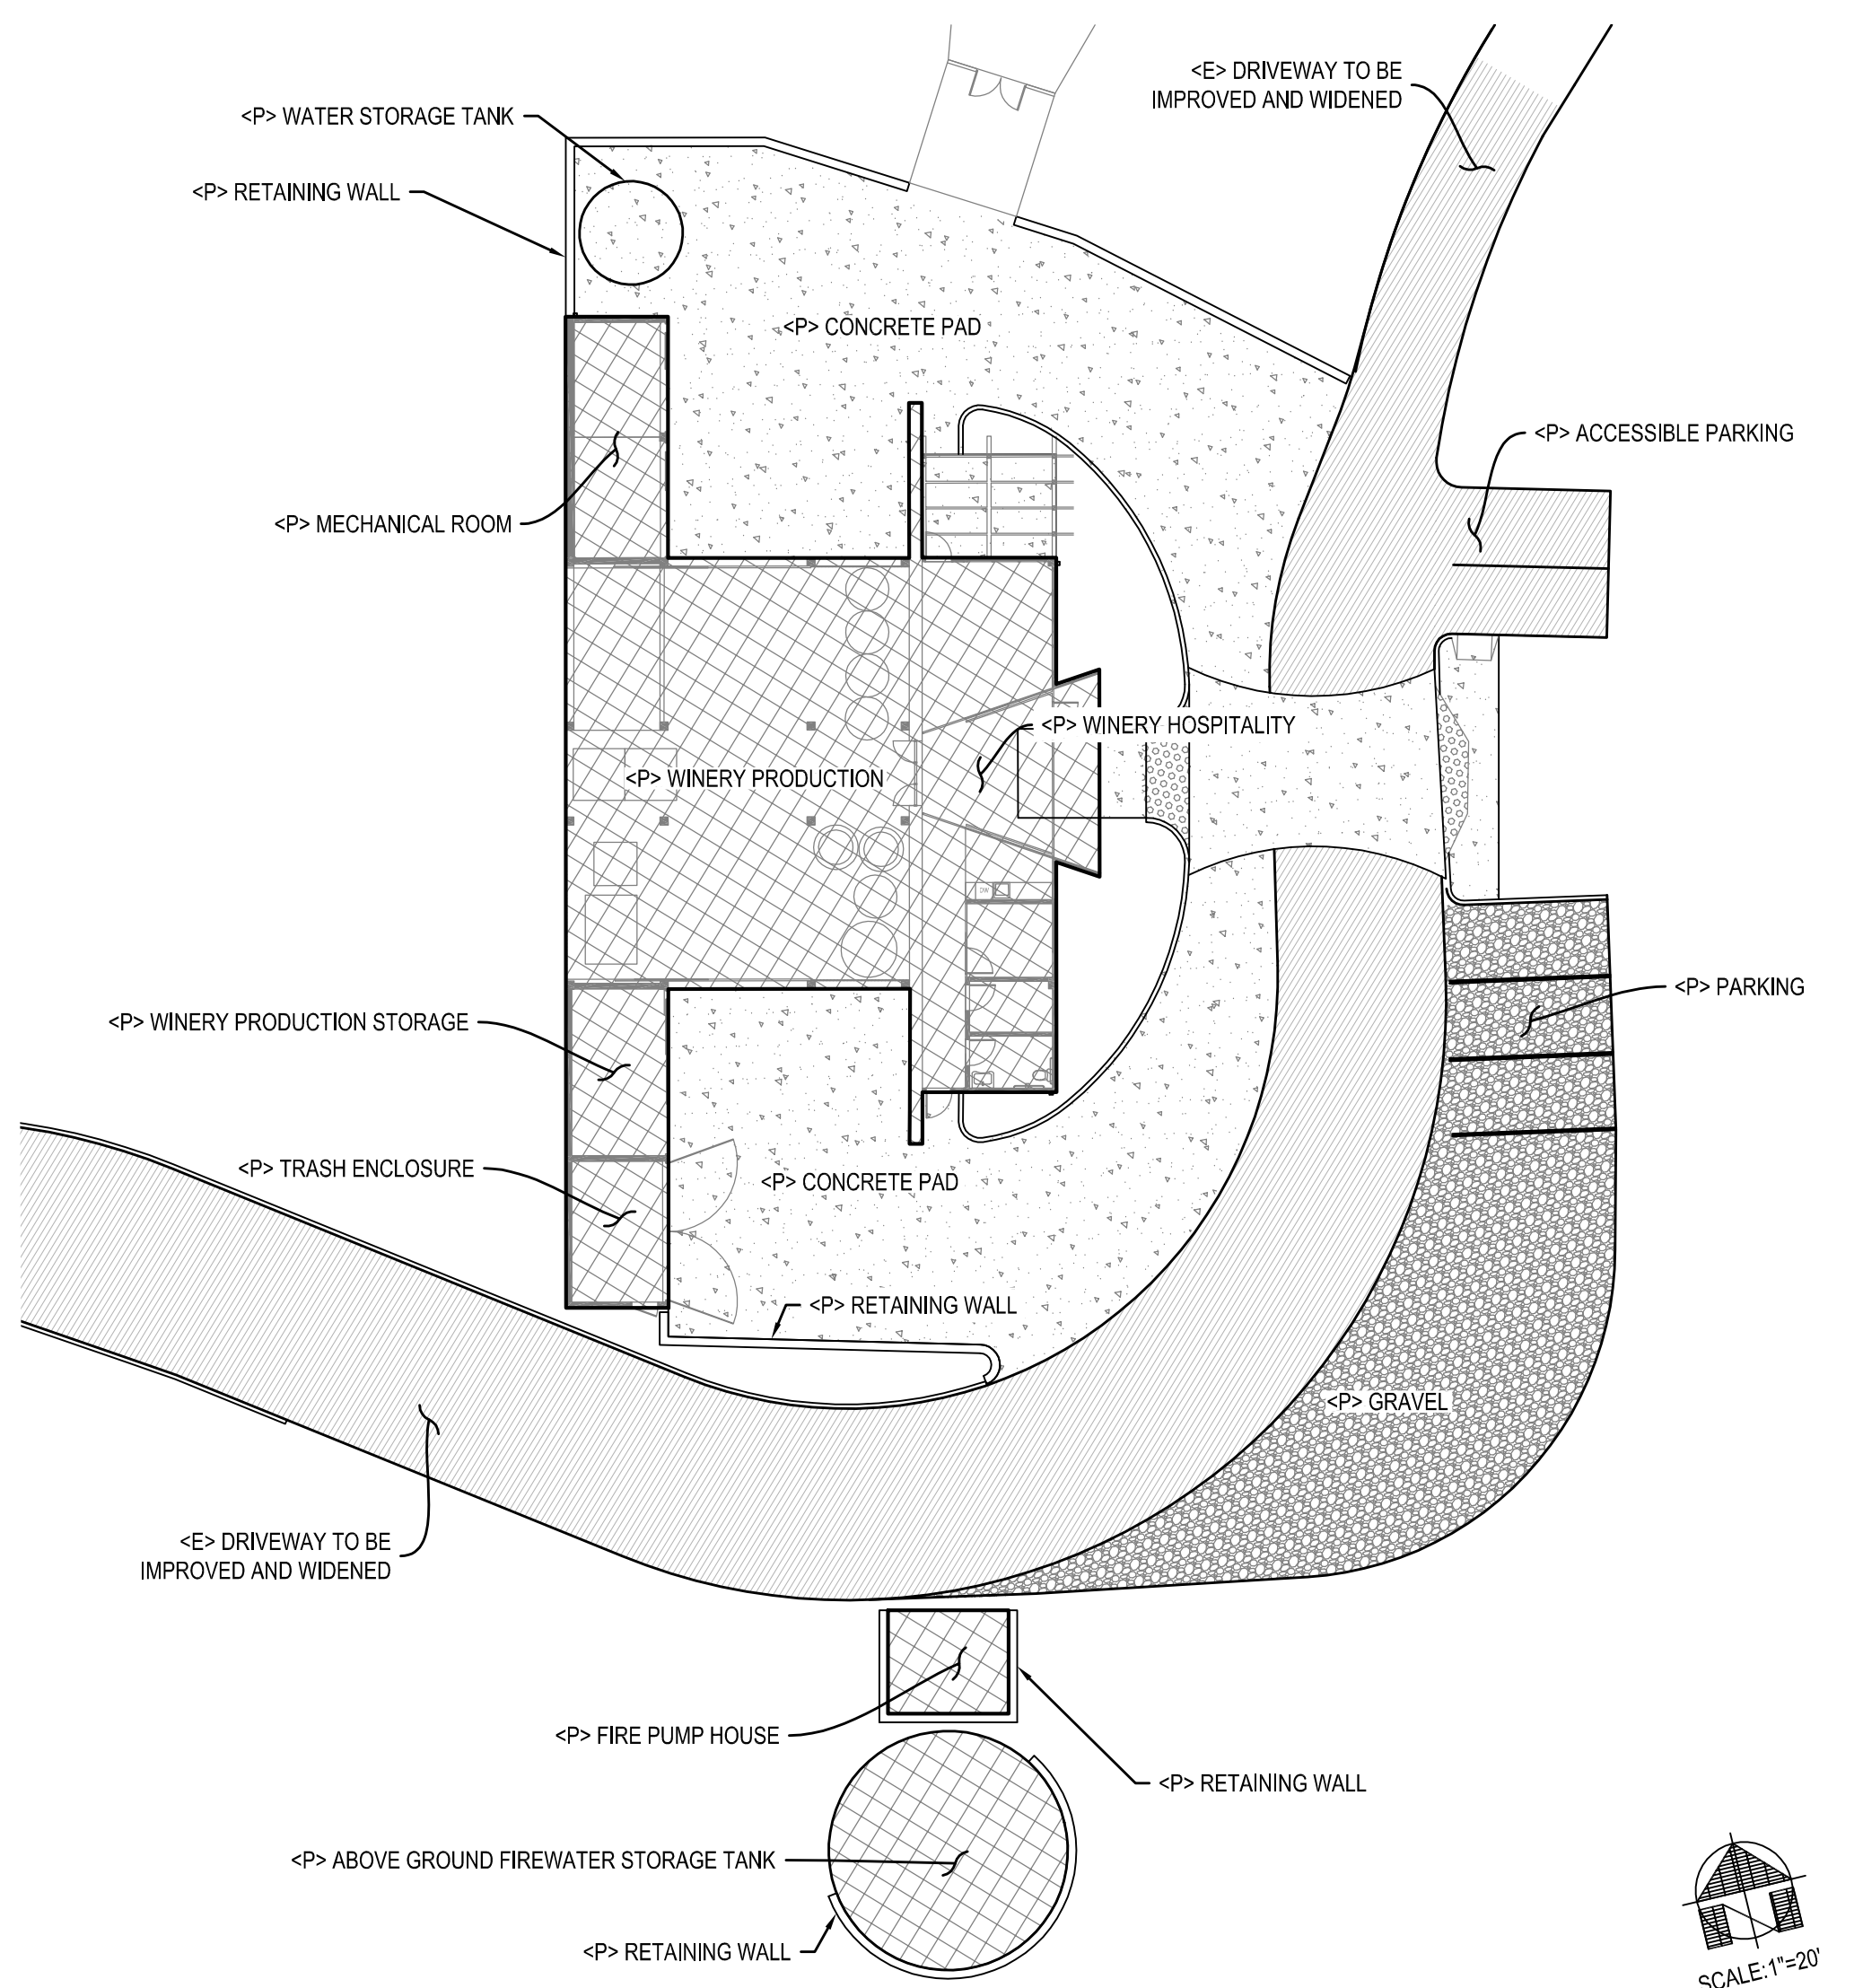 <E> DRIVEWAY TO BE
IMPROVED AND WIDENED
<P> WATER STORAGE TANK
<P> RETAINING WALL
<P> CONCRETE PAD
<P> ACCESSIBLE PARKING
<P> MECHANICAL ROOM
<P> WINERY HOSPITALITY
<P> WINERY PRODUCTION
DW
<P> PARKING
<P> WINERY PRODUCTION STORAGE
<P> TRASH ENCLOSURE
<P> CONCRETE PAD
<P> RETAINING WALL
<P> GRAVEL
<E> DRIVEWAY TO BE
IMPROVED AND WIDENED
<P> FIRE PUMP HOUSE
<P> RETAINING WALL
<P> ABOVE GROUND FIREWATER STORAGE TANK
<P> RETAINING WALL
SCALE: 1"=20'